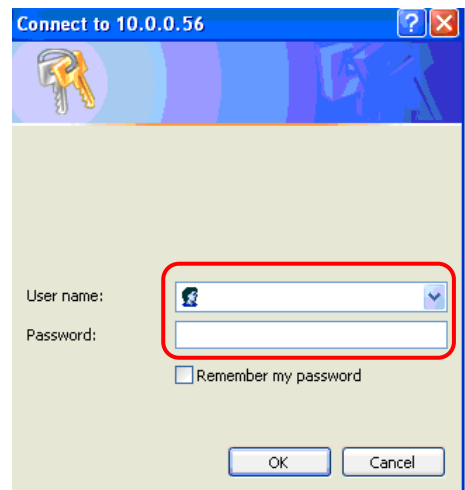 Connect to 10.0.0.56
User name:
Password:
Remember my password
OK Cancel